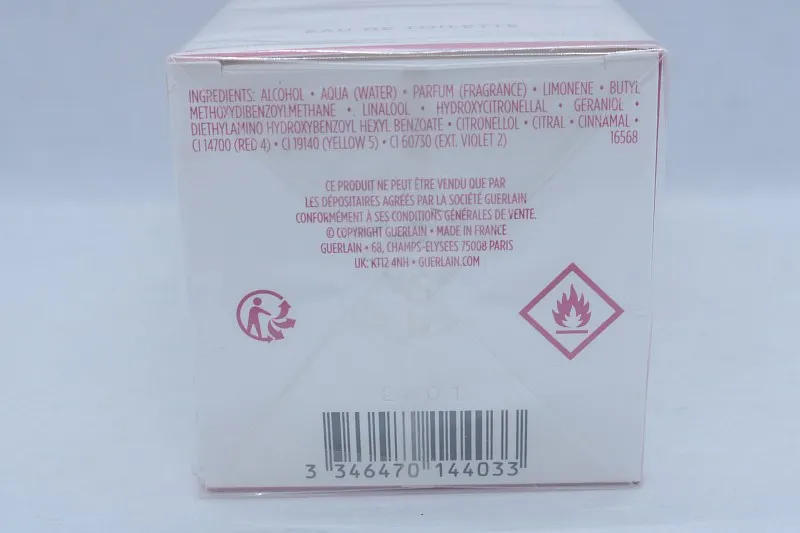 EAU DE TOILETTE
INGREDIENTS: ALCOHOL • AQUA (WATER) • PARFUM (FRAGRANCE) • LIMONENE • BUTYL
METHOXYDIBENZOYLMETHANE • LINALOOL • HYDROXYCITRONELLAL • GERANIOL •
DIETHYLAMINO HYDROXYBENZOYL HEXYL BENZOATE • CITRONELLOL • CITRAL • CINNAMAL •
CI 14700 (RED 4) • CI 19140 (YELLOW 5) • CI 60730 (EXT. VIOLET 2) 16568
CE PRODUIT NE PEUT ÊTRE VENDU QUE PAR
LES DÉPOSITAIRES AGRÉÉS PAR LA SOCIÉTÉ GUERLAIN
CONFORMÉMENT À SES CONDITIONS GÉNÉRALES DE VENTE.
© COPYRIGHT GUERLAIN • MADE IN FRANCE
GUERLAIN • 68, CHAMPS-ELYSEES 75008 PARIS
UK: KT12 4NH • GUERLAIN.COM
3 346470 144033